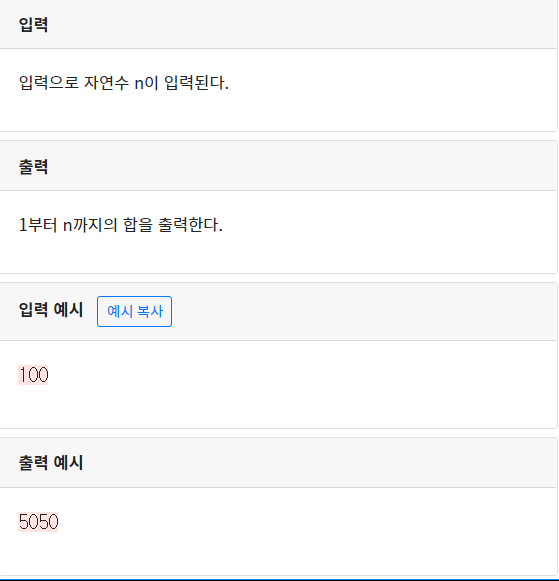 입력
입력으로 자연수 n이 입력된다.
출력
1부터 n까지의 합을 출력한다.
입력 예시 예시 복사
100
출력 예시
5050